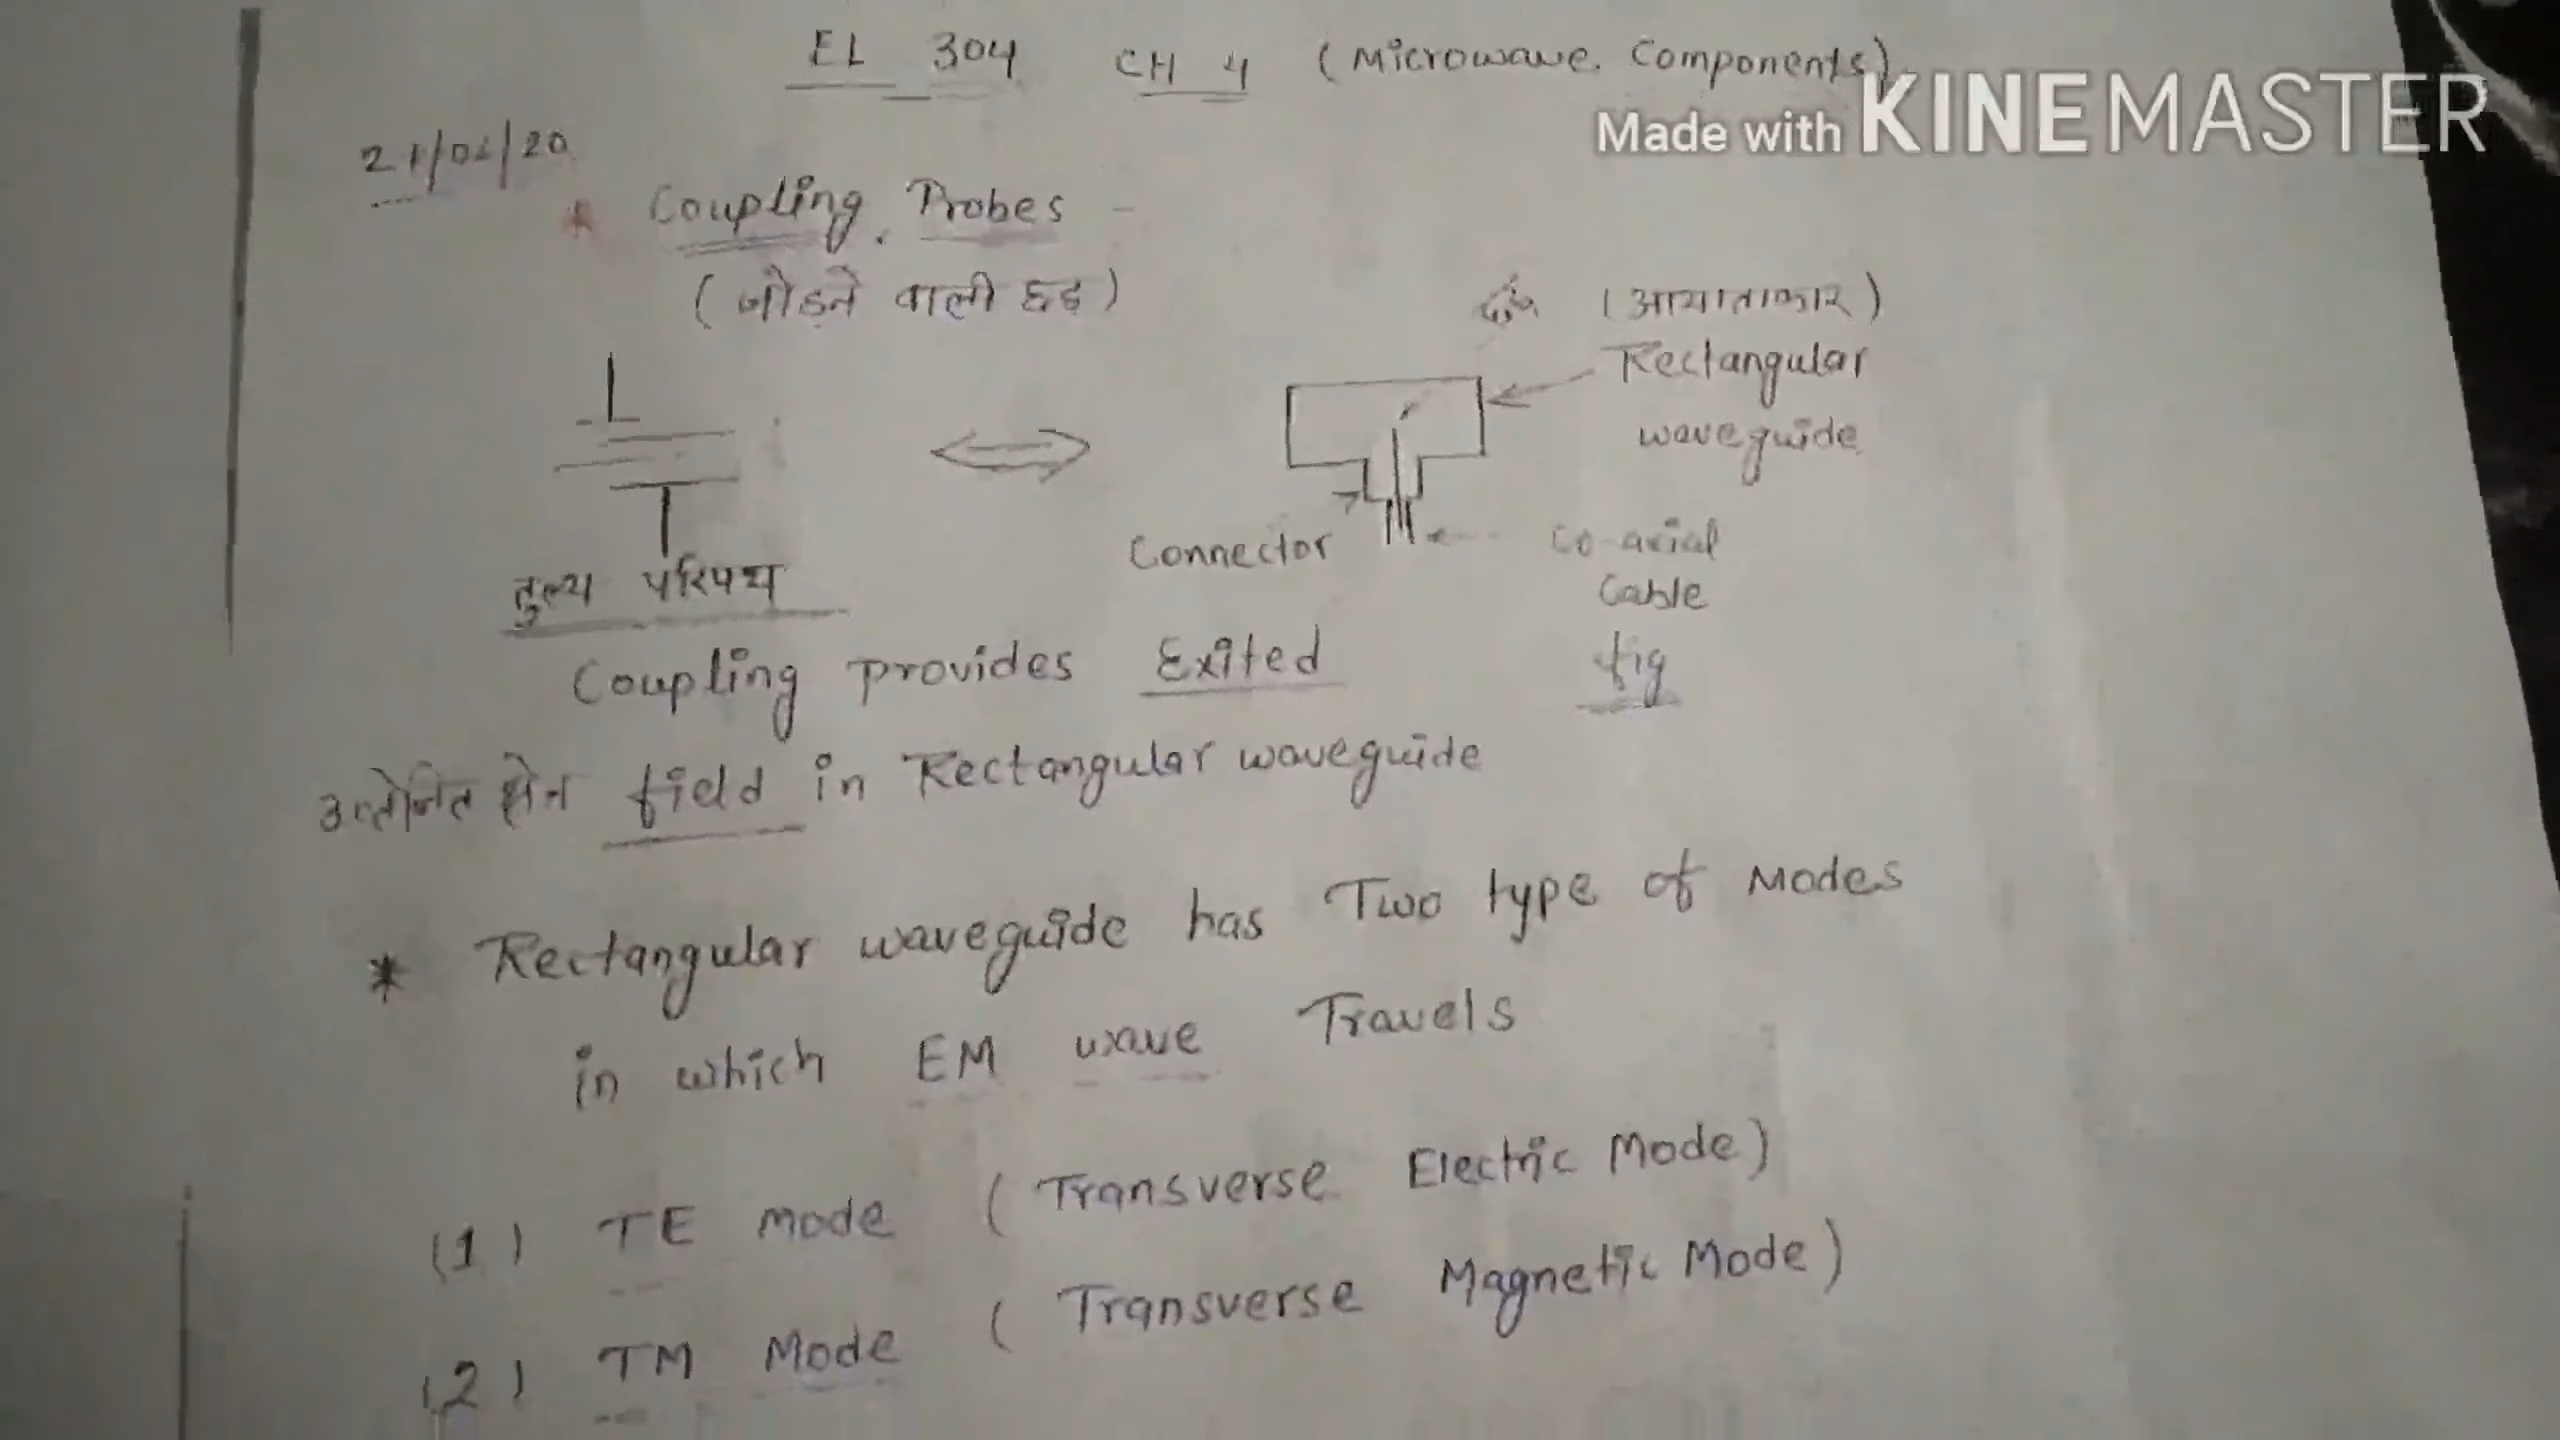 EL 304 CH 4 (Microwave Components)
Made with KINEMASTER
21/04/20
* Coupling Probes -
(जोड़ने वाली छड़)
(आयाताकार)
Rectangular
waveguide
Connector
Co-axial
Cable
fig
तुल्य परिपथ
Coupling provides Exited
उत्तेजित क्षेत्र field in Rectangular waveguide
* Rectangular waveguide has Two type of Modes
in which EM wave Travels
(1) TE mode (Transverse Electric Mode)
(2) TM Mode (Transverse Magnetic Mode)